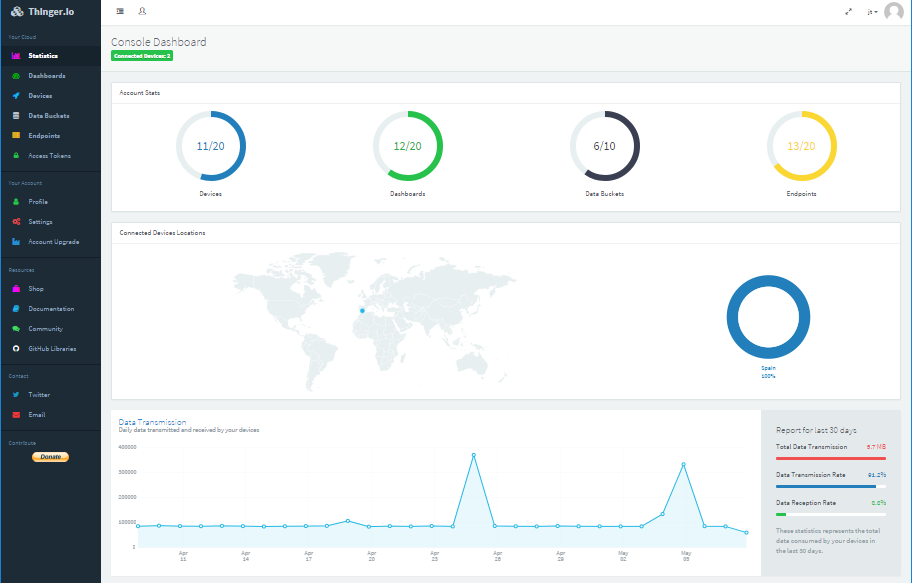 Thinger.io
js
Your Cloud
Statistics
Dashboards
Devices
Data Buckets
Endpoints
Access Tokens
Your Account
Profile
Settings
Account Upgrade
Resources
Shop
Documentation
Community
GitHub Libraries
Contact
Twitter
Email
Contribute
Donate
Console Dashboard
Connected Devices: 2
Account Stats
11/20
12/20
6/10
13/20
Devices
Dashboards
Data Buckets
Endpoints
Connected Devices Locations
Spain
100%
Data Transmission
Daily data transmitted and received by your devices
400000
300000
200000
100000
1
Apr 11
Apr 14
Apr 17
Apr 20
Apr 23
Apr 26
Apr 29
May 02
May 05
Report for last 30 days
Total Data Transmission
Data Transmission Rate 91.2%
Data Reception Rate 8.8%
These statistics represents the total
data consumed by your devices in
the last 30 days.